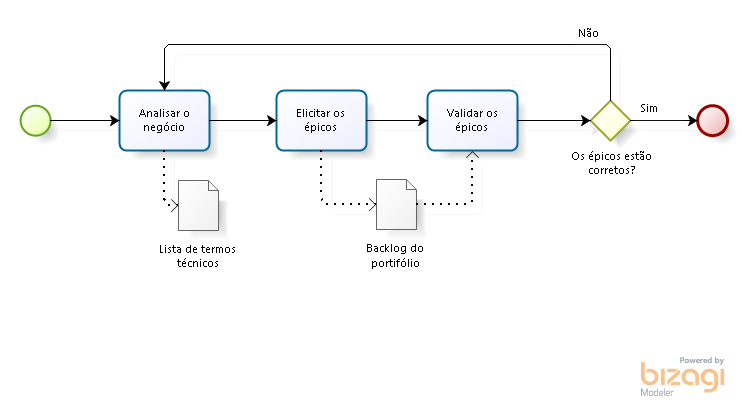 Não
Analisar o
negócio
Elicitar os
épicos
Validar os
épicos
Sim
Os épicos estão
corretos?
Lista de termos
técnicos
Backlog do
portifólio
Powered by
bizagi
Modeler